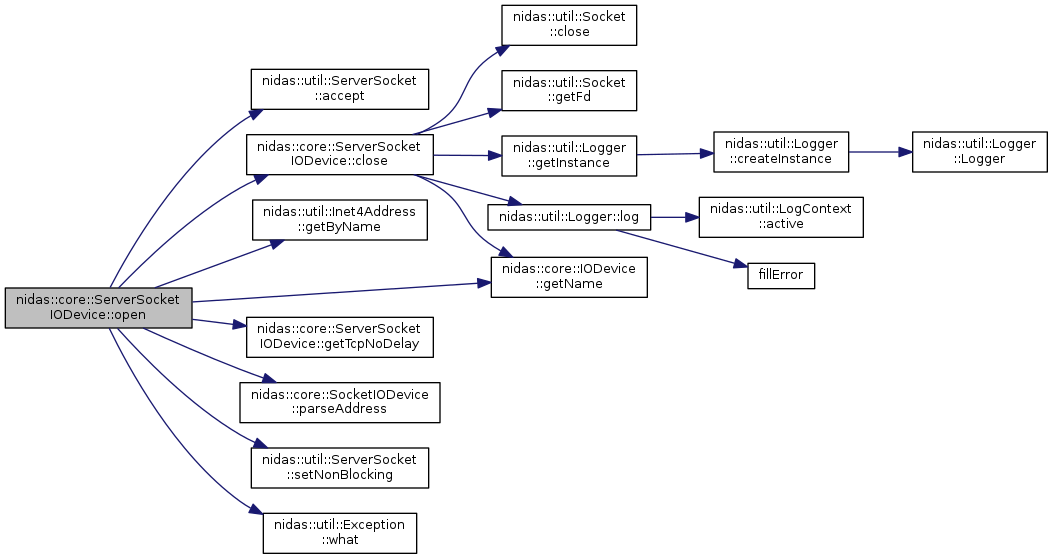 nidas::util::Socket
::close
nidas::util::ServerSocket
::accept
nidas::util::Socket
::getFd
nidas::core::ServerSocket
IODevice::close
nidas::util::Logger
::getInstance
nidas::util::Logger
::createInstance
nidas::util::Logger
::Logger
nidas::util::Inet4Address
::getByName
nidas::util::Logger::log
nidas::util::LogContext
::active
nidas::core::IODevice
::getName
fillError
nidas::core::ServerSocket
IODevice::open
nidas::core::ServerSocket
IODevice::getTcpNoDelay
nidas::core::SocketIODevice
::parseAddress
nidas::util::ServerSocket
::setNonBlocking
nidas::util::Exception
::what